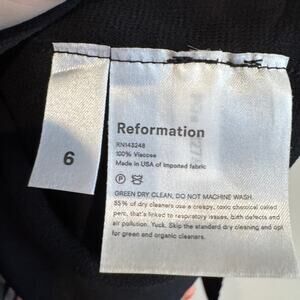 Reformation
RN143248
100% Viscose
Made in USA of imported fabric
6
P
GREEN DRY CLEAN, DO NOT MACHINE WASH.
85% of dry cleaners use a creepy, toxic chemical called
perc, that's linked to respiratory issues, birth defects and
air pollution. Yuck. Skip the standard dry cleaning and opt
for green and organic cleaners.